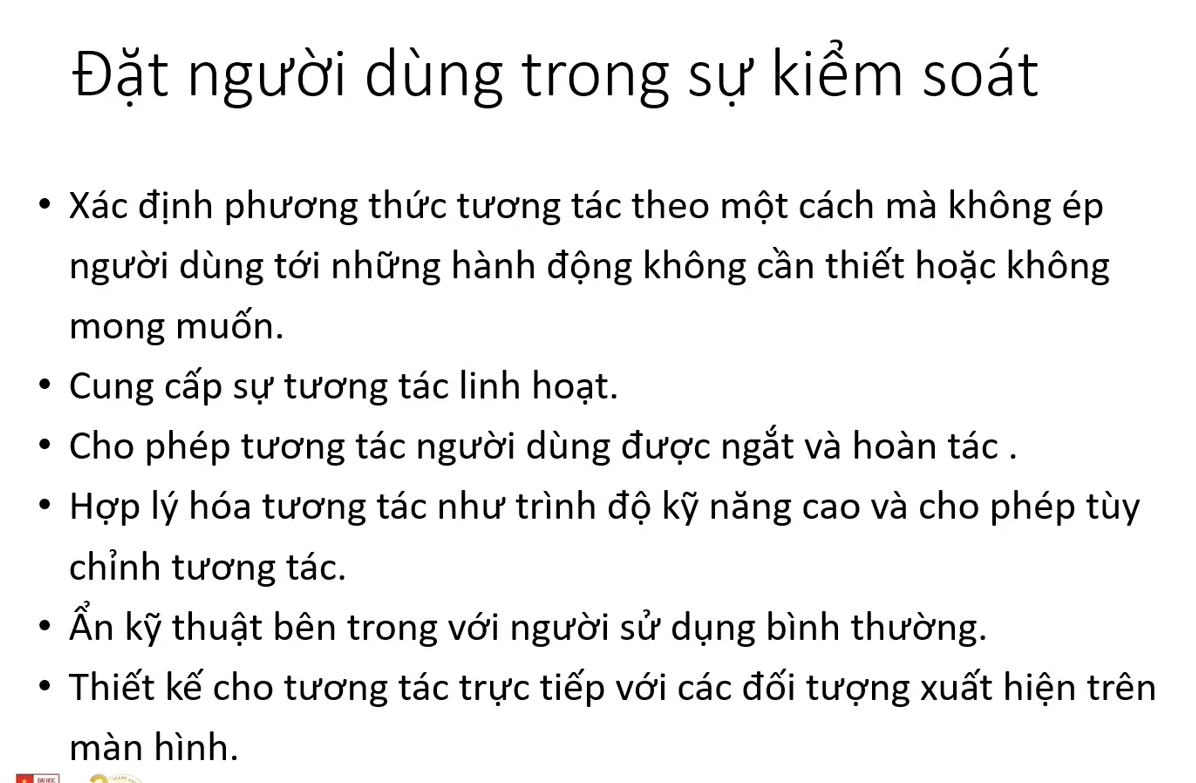 Đặt người dùng trong sự kiểm soát
• Xác định phương thức tương tác theo một cách mà không ép
người dùng tới những hành động không cần thiết hoặc không
mong muốn.
• Cung cấp sự tương tác linh hoạt.
• Cho phép tương tác người dùng được ngắt và hoàn tác .
• Hợp lý hóa tương tác như trình độ kỹ năng cao và cho phép tùy
chỉnh tương tác.
• Ẩn kỹ thuật bên trong với người sử dụng bình thường.
• Thiết kế cho tương tác trực tiếp với các đối tượng xuất hiện trên
màn hình.
ĐẠI HỌC